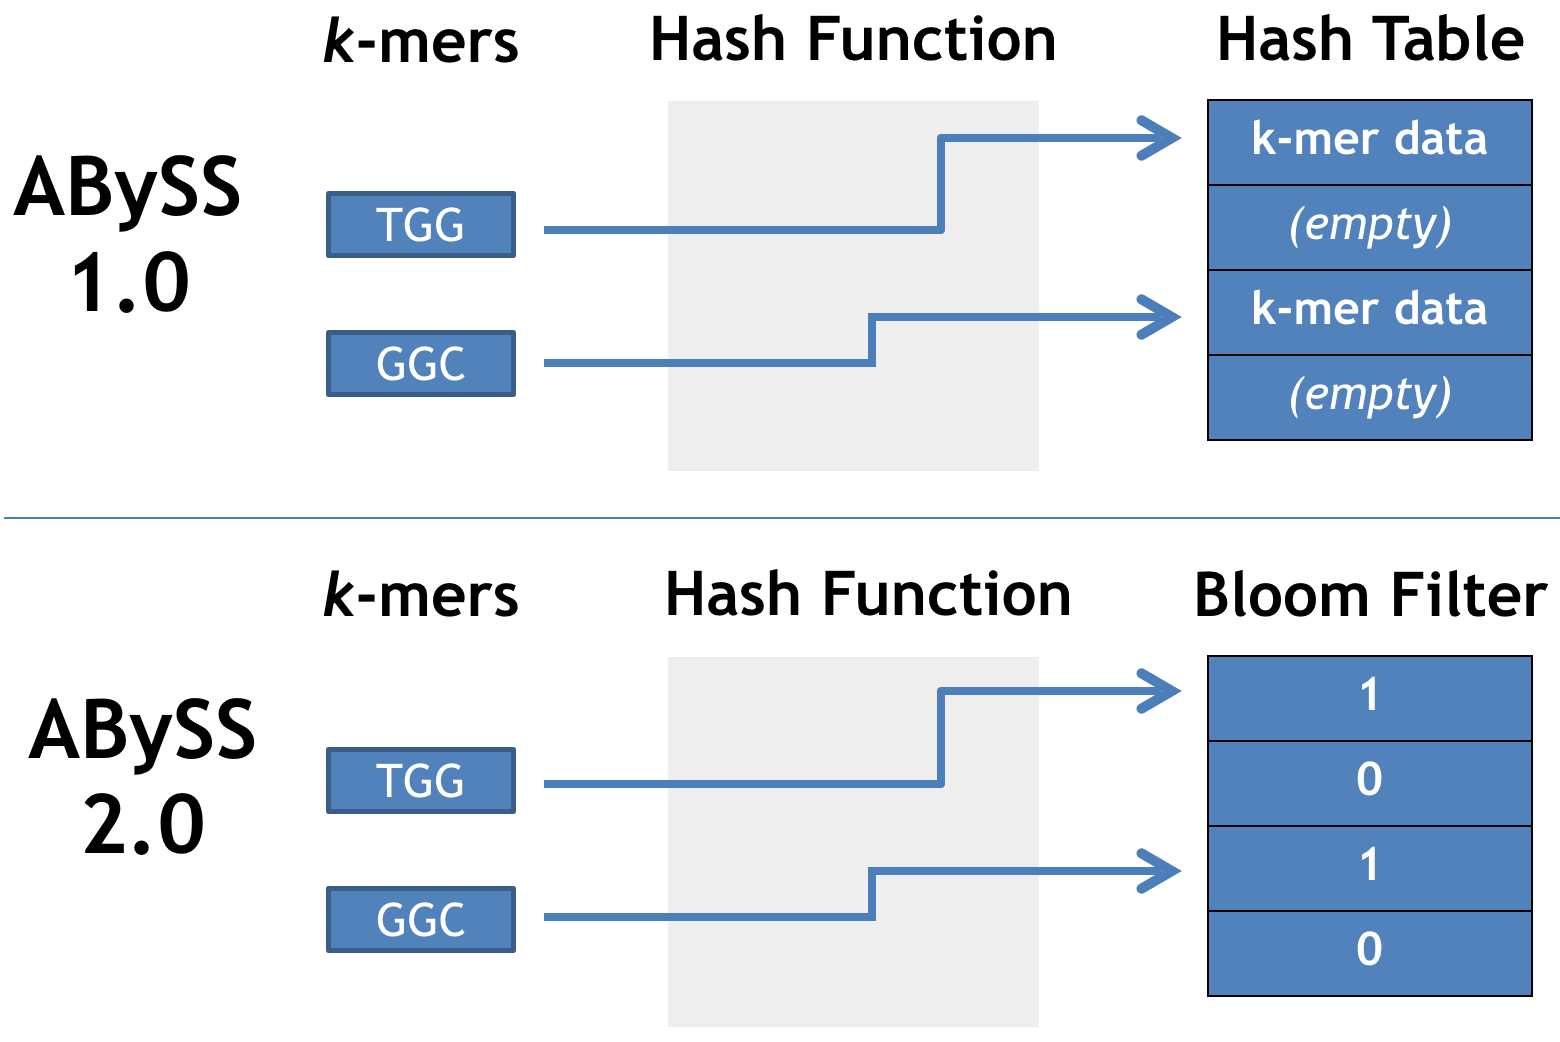 k-mers
Hash Function
Hash Table
ABySS
1.0
TGG
GGC
k-mer data
(empty)
k-mer data
(empty)
k-mers
Hash Function
Bloom Filter
ABySS
2.0
TGG
GGC
1
0
1
0